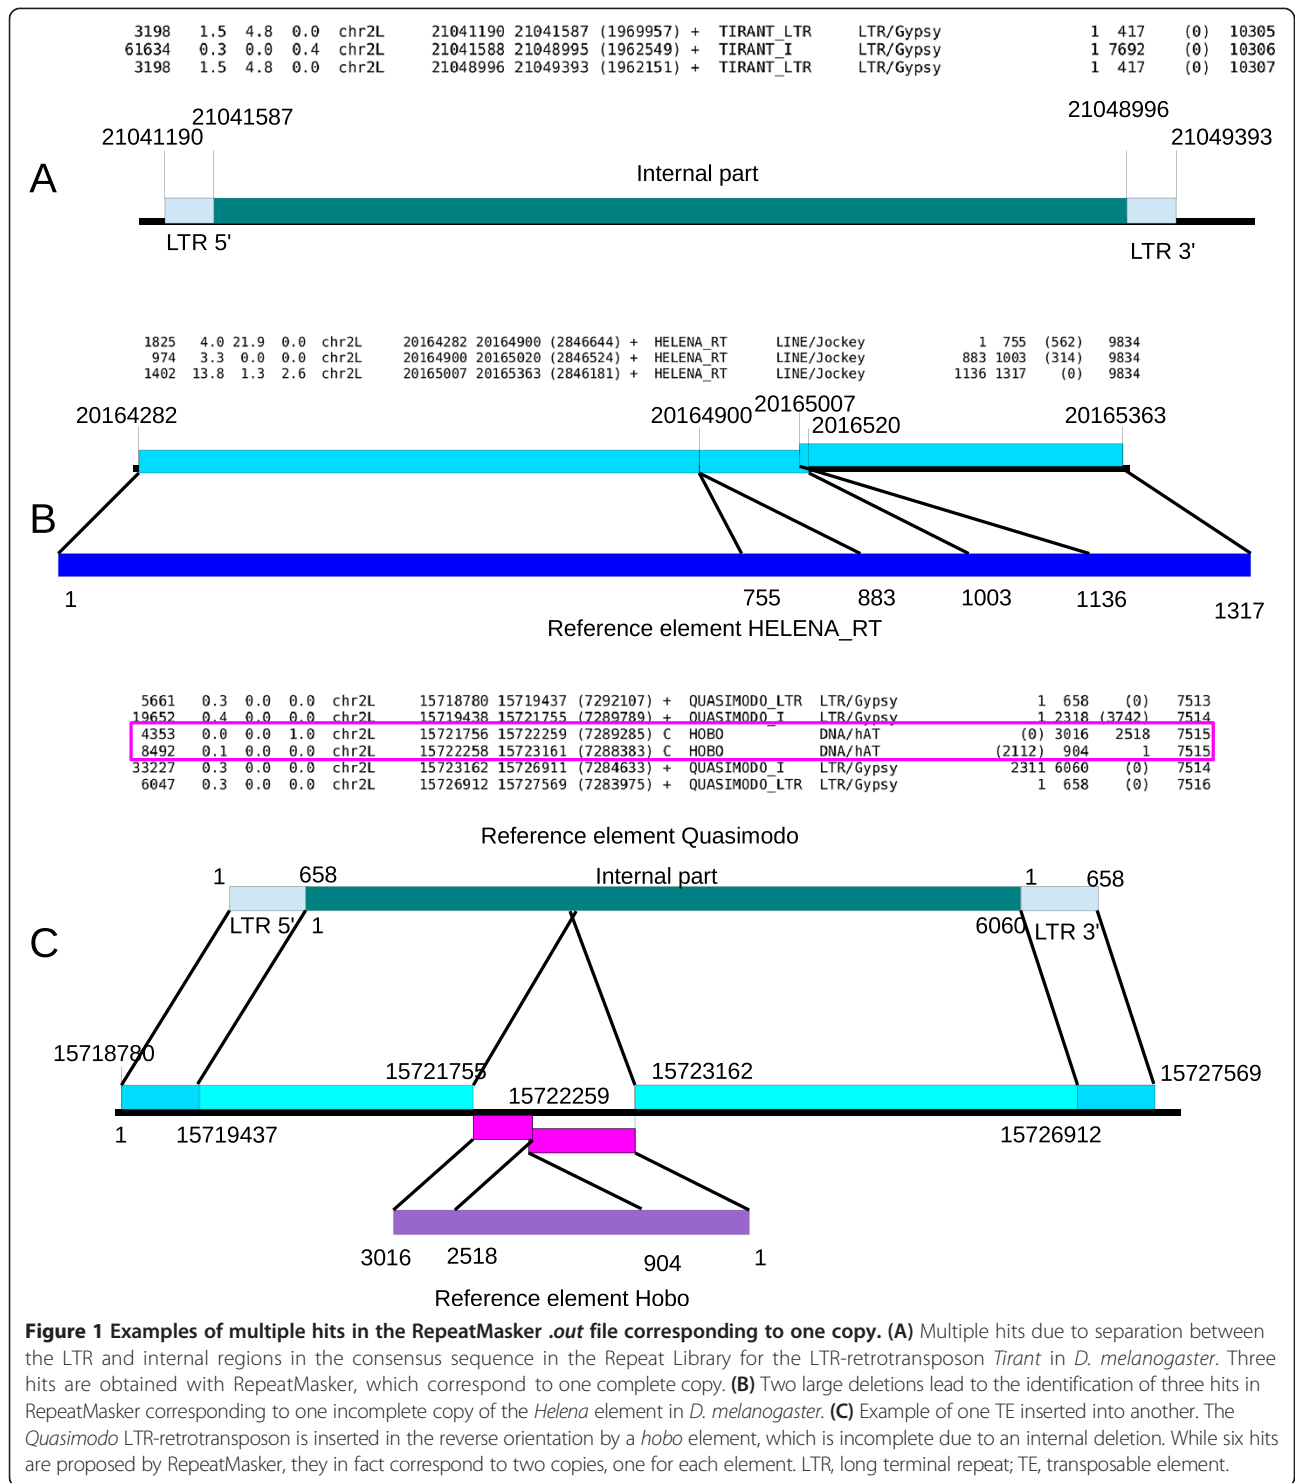 3198 1.5 4.8 0.0 chr2L 21041190 21041587 (1969957) + TIRANT_LTR LTR/Gypsy 1 417 (0) 10305
61634 0.3 0.0 0.4 chr2L 21041588 21048995 (1962549) + TIRANT_I LTR/Gypsy 1 7692 (0) 10306
3198 1.5 4.8 0.0 chr2L 21048996 21049393 (1962151) + TIRANT_LTR LTR/Gypsy 1 417 (0) 10307
21041587 21048996
21041190 21049393
A
Internal part
LTR 5'
LTR 3'
1825 4.0 21.9 0.0 chr2L 20164282 20164900 (2846644) + HELENA_RT LINE/Jockey 1 755 (562) 9834
974 3.3 0.0 0.0 chr2L 20164900 20165020 (2846524) + HELENA_RT LINE/Jockey 883 1003 (314) 9834
1402 13.8 1.3 2.6 chr2L 20165007 20165363 (2846181) + HELENA_RT LINE/Jockey 1136 1317 (0) 9834
20165007
20164282 20164900 20165363
2016520
B
1 755 883 1003 1136 1317
Reference element HELENA_RT
5661 0.3 0.0 0.0 chr2L 15718780 15719437 (7292107) + QUASIMODO_LTR LTR/Gypsy 1 658 (0) 7513
19652 0.4 0.0 0.0 chr2L 15719438 15721755 (7289789) + QUASIMODO_I LTR/Gypsy 1 2318 (3742) 7514
4353 0.0 0.0 1.0 chr2L 15721756 15722259 (7289285) C HOBO DNA/hAT (0) 3016 2518 7515
8492 0.1 0.0 0.0 chr2L 15722258 15723161 (7288383) C HOBO DNA/hAT (2112) 904 1 7515
33227 0.3 0.0 0.0 chr2L 15723162 15726911 (7284633) + QUASIMODO_I LTR/Gypsy 2311 6060 (0) 7514
6047 0.3 0.0 0.0 chr2L 15726912 15727569 (7283975) + QUASIMODO_LTR LTR/Gypsy 1 658 (0) 7516
Reference element Quasimodo
1 658 Internal part 1 658
LTR 5' 1 6060 LTR 3'
C
15718780 15721755 15723162 15727569
15722259
1 15719437 15726912
3016 2518 904 1
Reference element Hobo
Figure 1 Examples of multiple hits in the RepeatMasker .out file corresponding to one copy. (A) Multiple hits due to separation between
the LTR and internal regions in the consensus sequence in the Repeat Library for the LTR-retrotransposon Tirant in D. melanogaster. Three
hits are obtained with RepeatMasker, which correspond to one complete copy. (B) Two large deletions lead to the identification of three hits in
RepeatMasker corresponding to one incomplete copy of the Helena element in D. melanogaster. (C) Example of one TE inserted into another. The
Quasimodo LTR-retrotransposon is inserted in the reverse orientation by a hobo element, which is incomplete due to an internal deletion. While six hits
are proposed by RepeatMasker, they in fact correspond to two copies, one for each element. LTR, long terminal repeat; TE, transposable element.